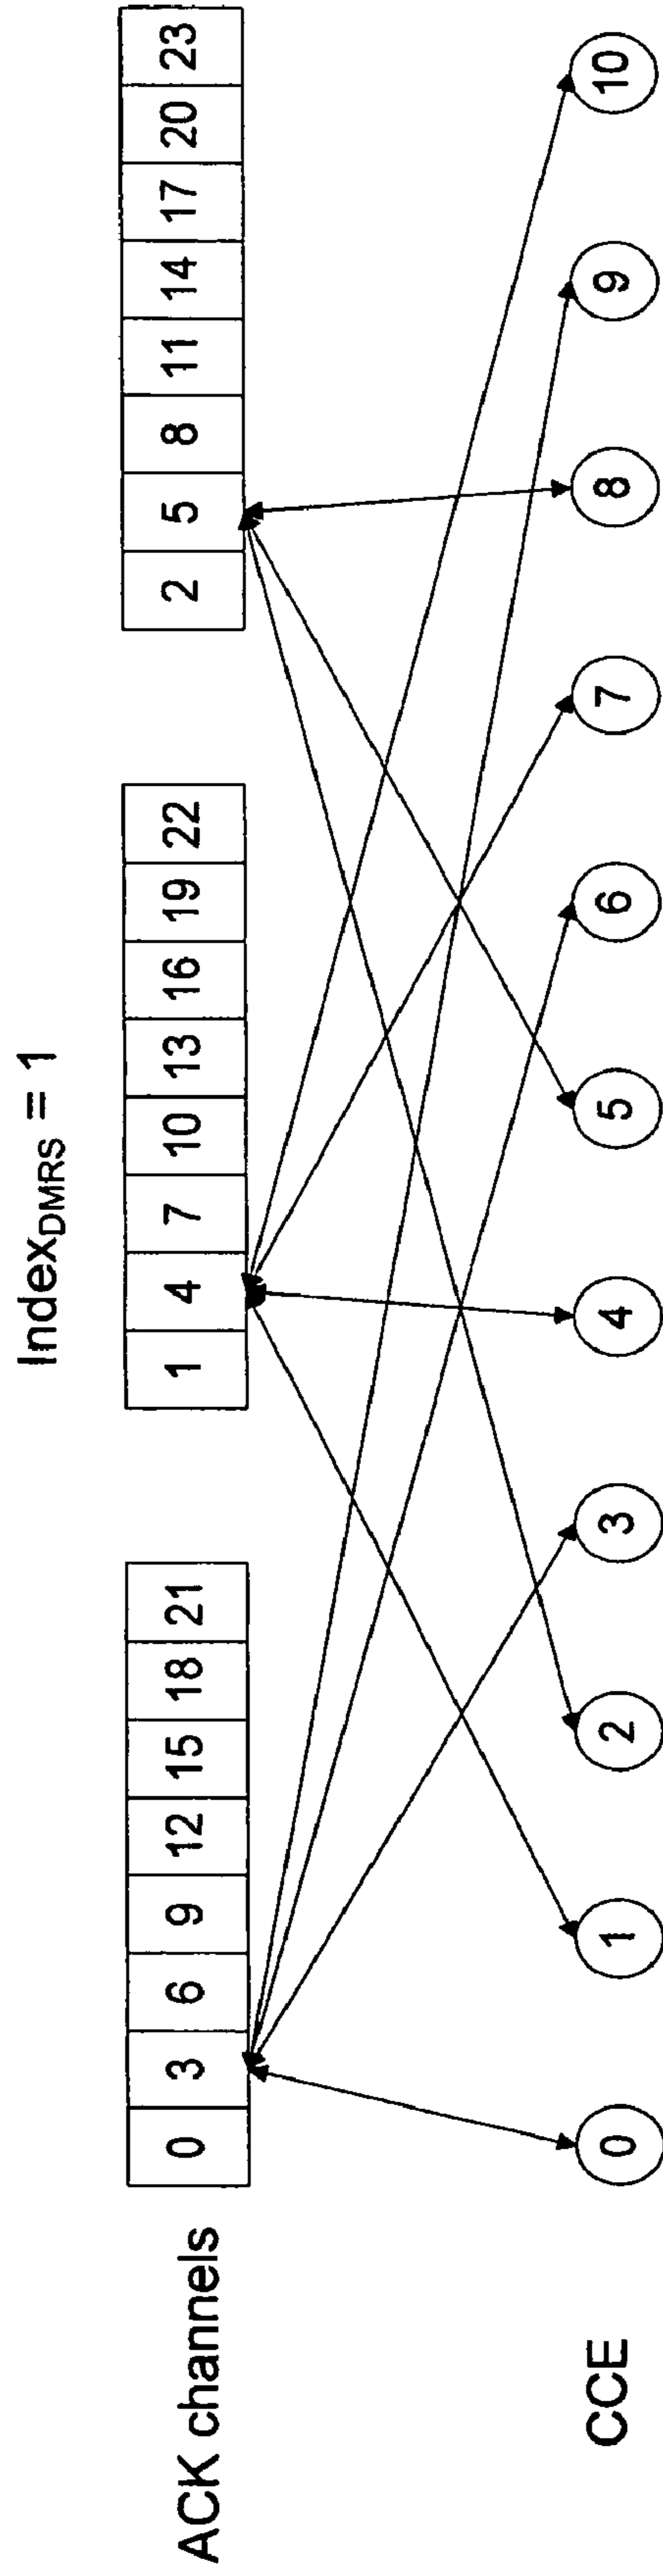 Index_DMRS = 1
ACK channels 0 3 6 9 12 15 18 21 1 4 7 10 13 16 19 22 2 5 8 11 14 17 20 23
CCE 0 1 2 3 4 5 6 7 8 9 10